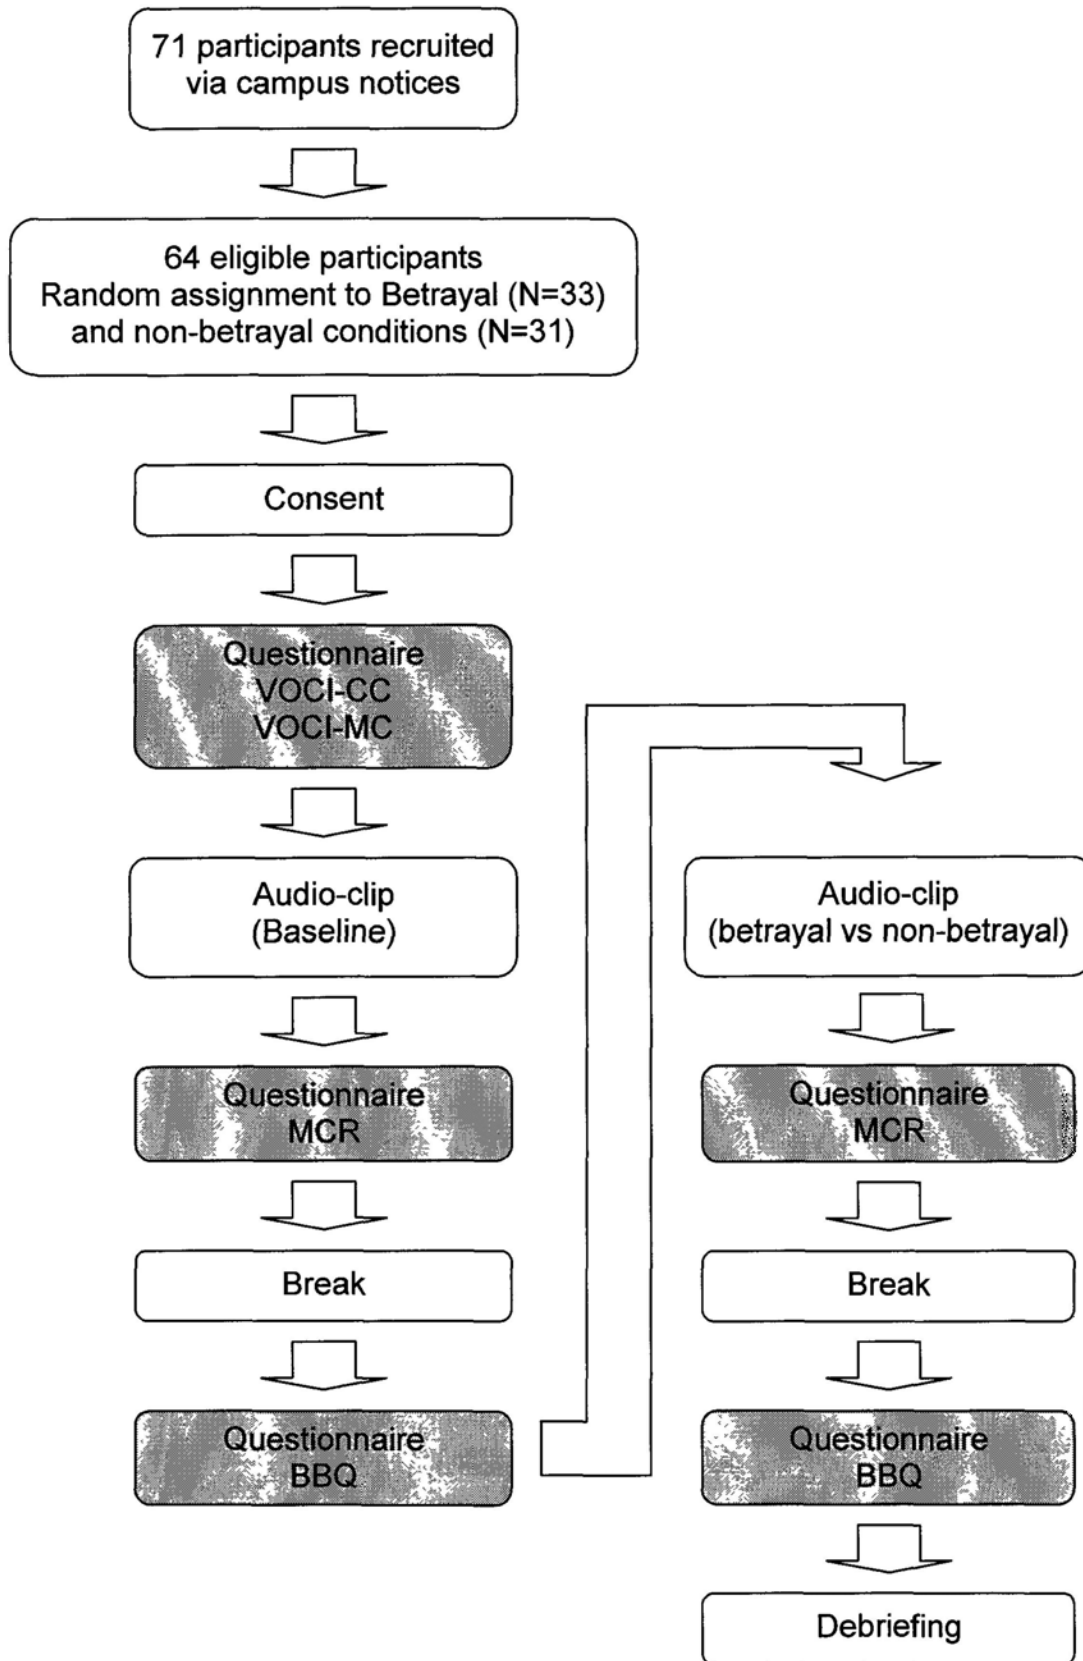 71 participants recruited
via campus notices
64 eligible participants
Random assignment to Betrayal (N=33)
and non-betrayal conditions (N=31)
Consent
Questionnaire
VOCI-CC
VOCI-MC
Audio-clip
(Baseline)
Questionnaire
MCR
Break
Questionnaire
BBQ
Audio-clip
(betrayal vs non-betrayal)
Questionnaire
MCR
Break
Questionnaire
BBQ
Debriefing